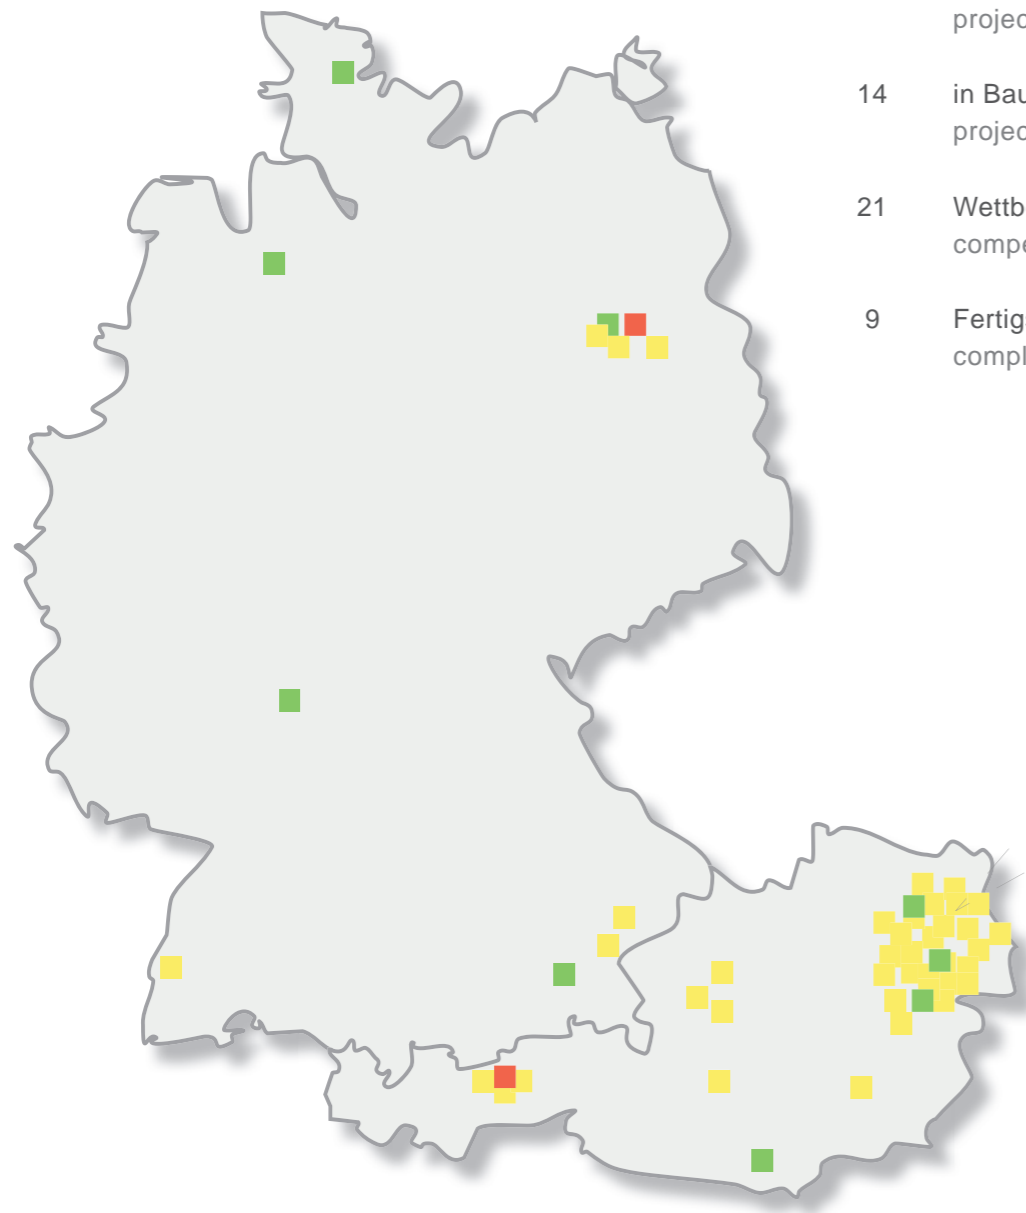 projec
14 in Bau
projec
21 Wettb
compe
9 Fertig
compl